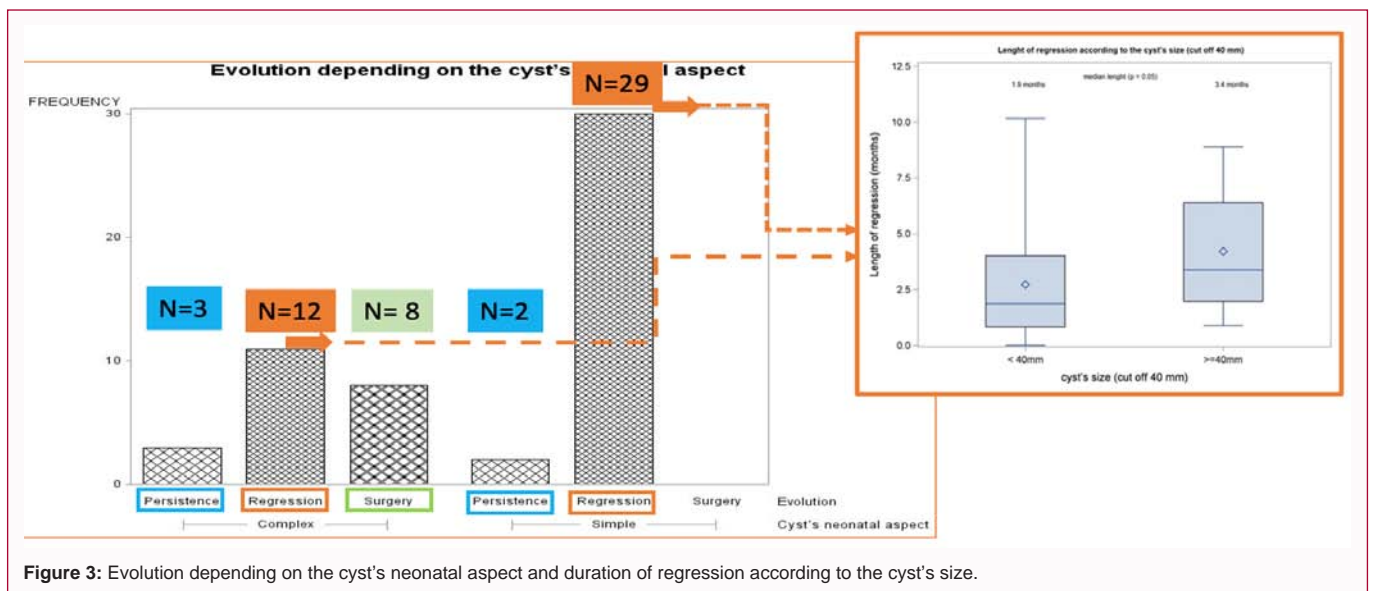 Evolution depending on the cyst's al aspect
FREQUENCY
30
20
10
0
N=3
N=12
N= 8
N=2
N=29
Persistence Regression Surgery Persistence Regression Surgery Evolution
Complex Simple Cyst's neonatal aspect
Lenght of regression according to the cyst's size (cut off 40 mm)
median lenght (p = 0.05)
1.9 months 3.4 months
Length of regression (months)
12.5
10.0
7.5
5.0
2.5
0.0
< 40mm >=40mm
cyst's size (cut off 40 mm)
Figure 3: Evolution depending on the cyst's neonatal aspect and duration of regression according to the cyst's size.